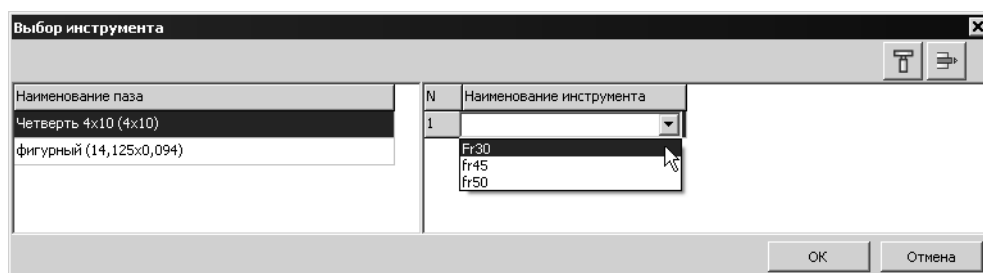 Выбор инструмента
Наименование паза
N Наименование инструмента
Четверть 4x10 (4x10)
1
фигурный (14,125x0,094)
Fr30
fr45
fr50
OK Отмена